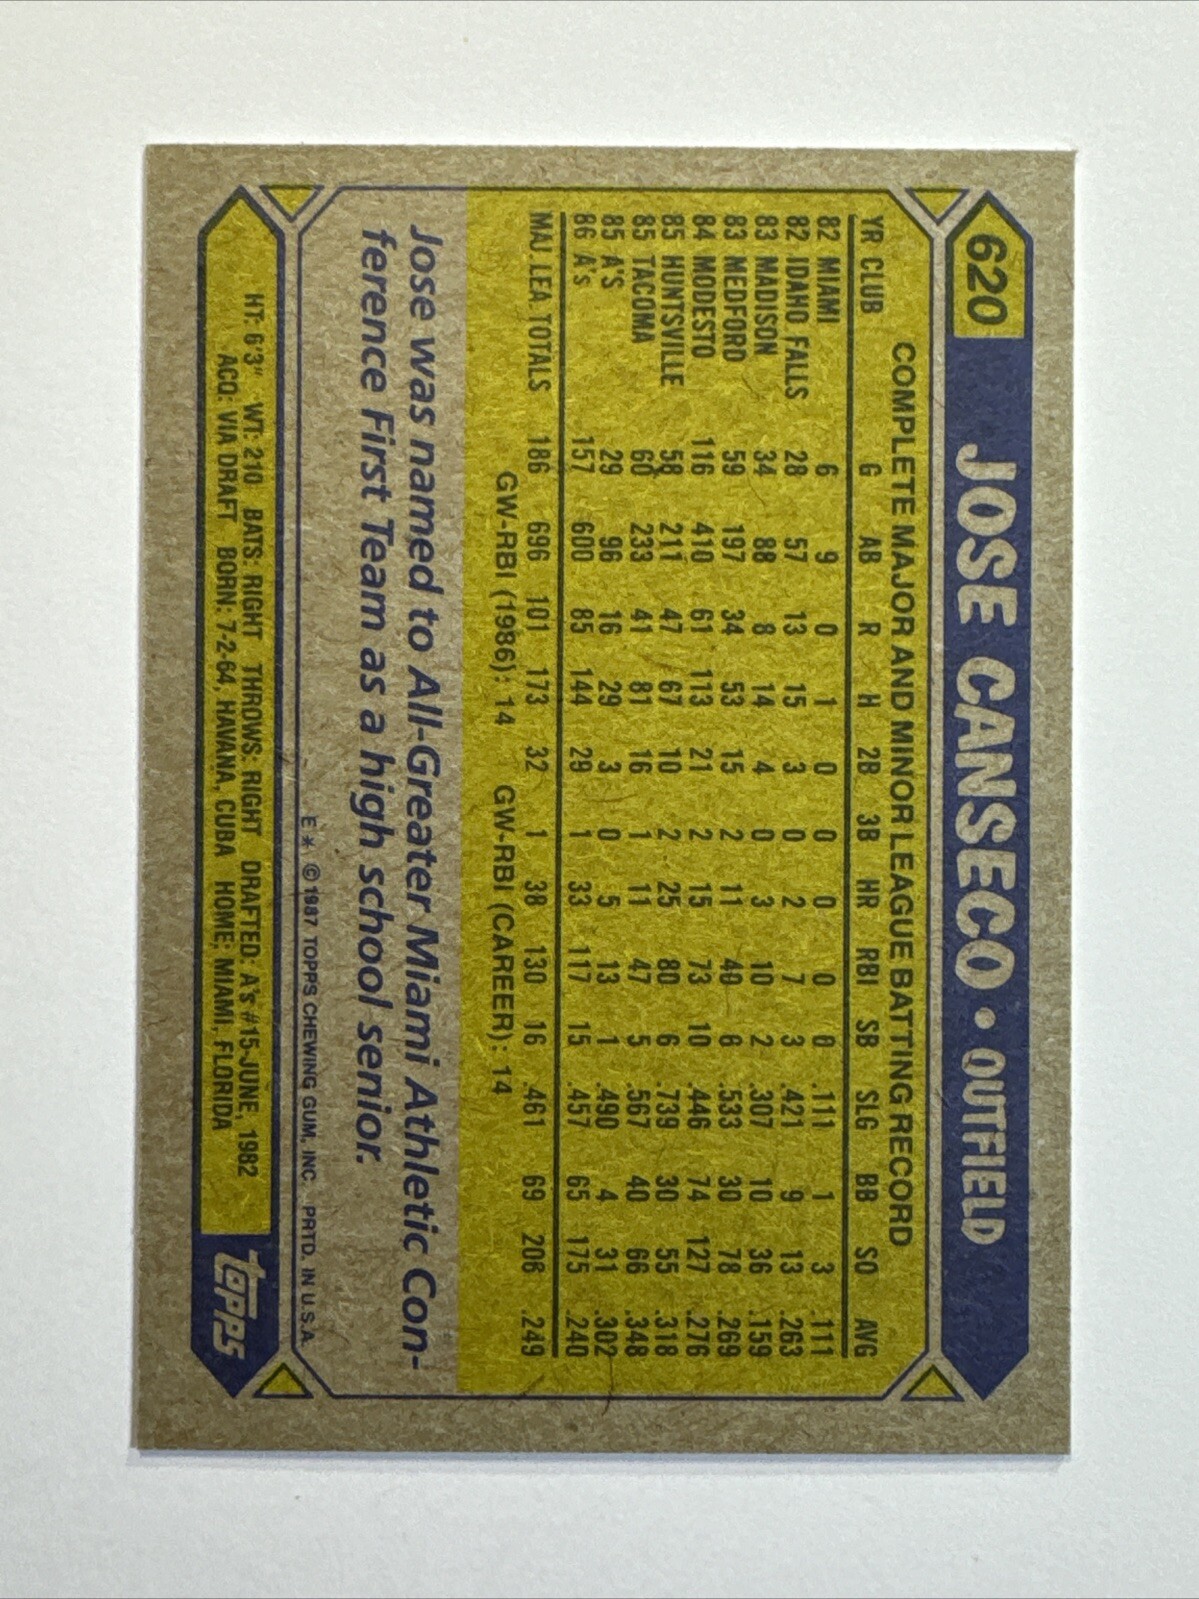 620 JOSE CANSECO • OUTFIELD
COMPLETE MAJOR AND MINOR LEAGUE BATTING RECORD
YR CLUB G AB R H 2B 3B HR RBI SB SLG BB SO AVG
82 MIAMI 6 9 0 1 0 0 0 0 0 .111 1 3 .111
82 IDAHO FALLS 28 57 13 15 3 0 2 7 3 .421 9 13 .263
83 MADISON 34 88 8 14 4 0 3 10 2 .307 10 36 .159
83 MEDFORD 59 197 34 53 15 2 11 40 6 .533 30 78 .269
84 MODESTO 116 410 61 113 21 2 15 73 10 .446 74 127 .276
85 HUNTSVILLE 58 211 47 67 10 2 25 80 6 .739 30 55 .318
85 TACOMA 60 233 41 81 16 1 11 47 5 .567 40 66 .348
85 A'S 29 96 16 29 3 0 5 13 1 .490 4 31 .302
86 A's 157 600 85 144 29 1 33 117 15 .457 65 175 .240
MAJ. LEA. TOTALS 186 696 101 173 32 1 38 130 16 .461 69 206 .249
GW-RBI (1986): 14 GW-RBI (CAREER): 14
Jose was named to All-Greater Miami Athletic Con-
ference First Team as a high school senior.
E * © 1987 TOPPS CHEWING GUM, INC. PRTD. IN U.S.A.
HT: 6'3" WT: 210 BATS: RIGHT THROWS: RIGHT DRAFTED: A's #15-JUNE, 1982
ACQ: VIA DRAFT BORN: 7-2-64, HAVANA, CUBA HOME: MIAMI, FLORIDA
topps